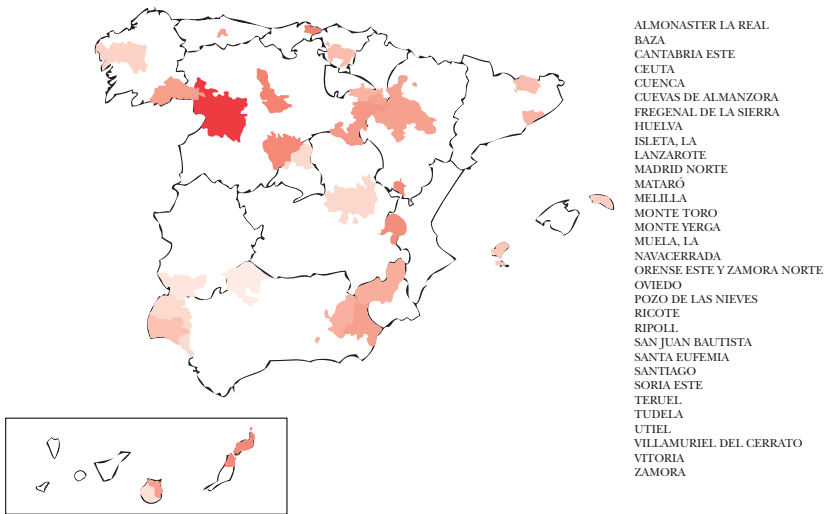 ALMONASTER LA REAL
BAZA
CANTABRIA ESTE
CEUTA
CUENCA
CUEVAS DE ALMANZORA
FREGENAL DE LA SIERRA
HUELVA
ISLETA, LA
LANZAROTE
MADRID NORTE
MATARÓ
MELILLA
MONTE TORO
MONTE YERGA
MUELA, LA
NAVACERRADA
ORENSE ESTE Y ZAMORA NORTE
OVIEDO
POZO DE LAS NIEVES
RICOTE
RIPOLL
SAN JUAN BAUTISTA
SANTA EUFEMIA
SANTIAGO
SORIA ESTE
TERUEL
TUDELA
UTIEL
VILLAMURIEL DEL CERRATO
VITORIA
ZAMORA